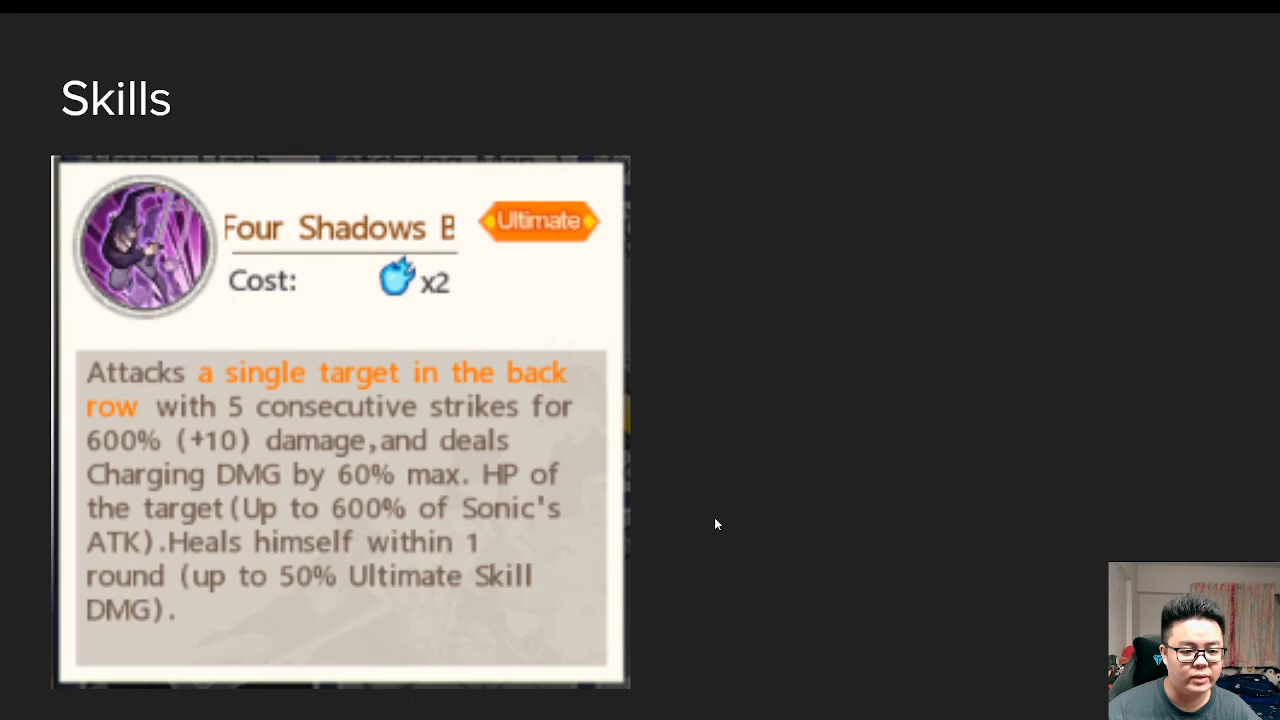 Skills
Four Shadows B
Ultimate
Cost:
x2
Attacks a single target in the back
row with 5 consecutive strikes for
600% (+10) damage,and deals
Charging DMG by 60% max. HP of
the target(Up to 600% of Sonic's
ATK).Heals himself within 1
round (up to 50% Ultimate Skill
DMG).